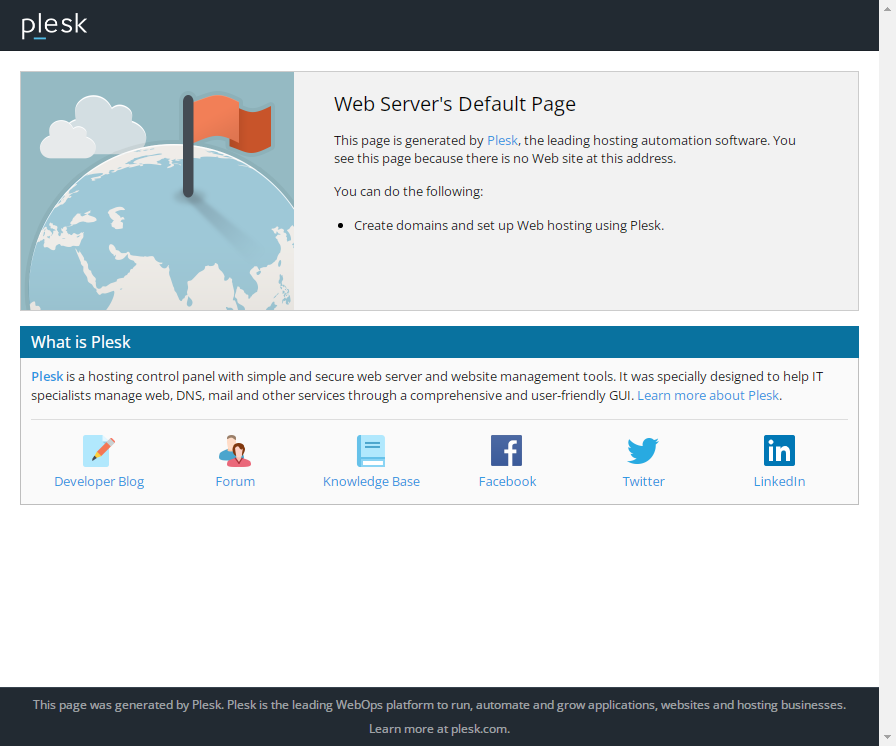 plesk
Web Server's Default Page
This page is generated by Plesk, the leading hosting automation software. You
see this page because there is no Web site at this address.
You can do the following:
Create domains and set up Web hosting using Plesk.
What is Plesk
Plesk is a hosting control panel with simple and secure web server and website management tools. It was specially designed to help IT
specialists manage web, DNS, mail and other services through a comprehensive and user-friendly GUI. Learn more about Plesk.
Developer Blog
Forum
Knowledge Base
Facebook
Twitter
LinkedIn
This page was generated by Plesk. Plesk is the leading WebOps platform to run, automate and grow applications, websites and hosting businesses.
Learn more at plesk.com.